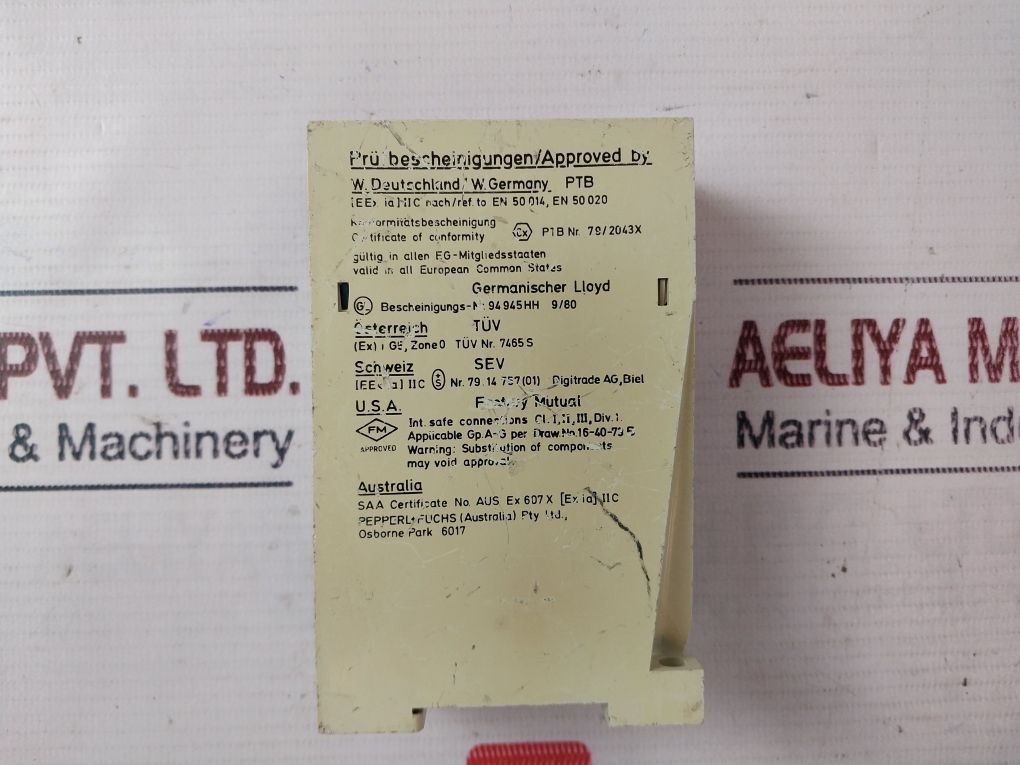 Prüfbescheinigungen/Approved by
W. Deutschland/W. Germany PTB
[EEx ia] IIC nach/ref. to EN 50 014, EN 50 020
Konformitätsbescheinigung
Certificate of conformity
Ex PTB Nr. 79/2043X
gültig in allen EG-Mitgliedsstaaten
valid in all European Common States
Germanischer Lloyd
GL Bescheinigungs-Nr. 94 945 HH 9/80
Österreich TÜV
(Ex) i G5, Zone 0 TÜV Nr. 7465 S
Schweiz SEV
[EEx ia] IIC +S Nr. 79.14 757 (01) Digitrade AG, Biel
U.S.A. Factory Mutual
FM
APPROVED
Int. safe connections Cl. I, II, III, Div. I.
Applicable Gp. A-G per Draw. No. 16-40-79
Warning: Substitution of components
may void approval.
Australia
SAA Certificate No. AUS Ex 607 X [Ex ia] IIC
PEPPERL+FUCHS (Australia) Pty Ltd.,
Osborne Park 6017
PVT. LTD.
& Machinery
AELIYA M
Marine & Ind